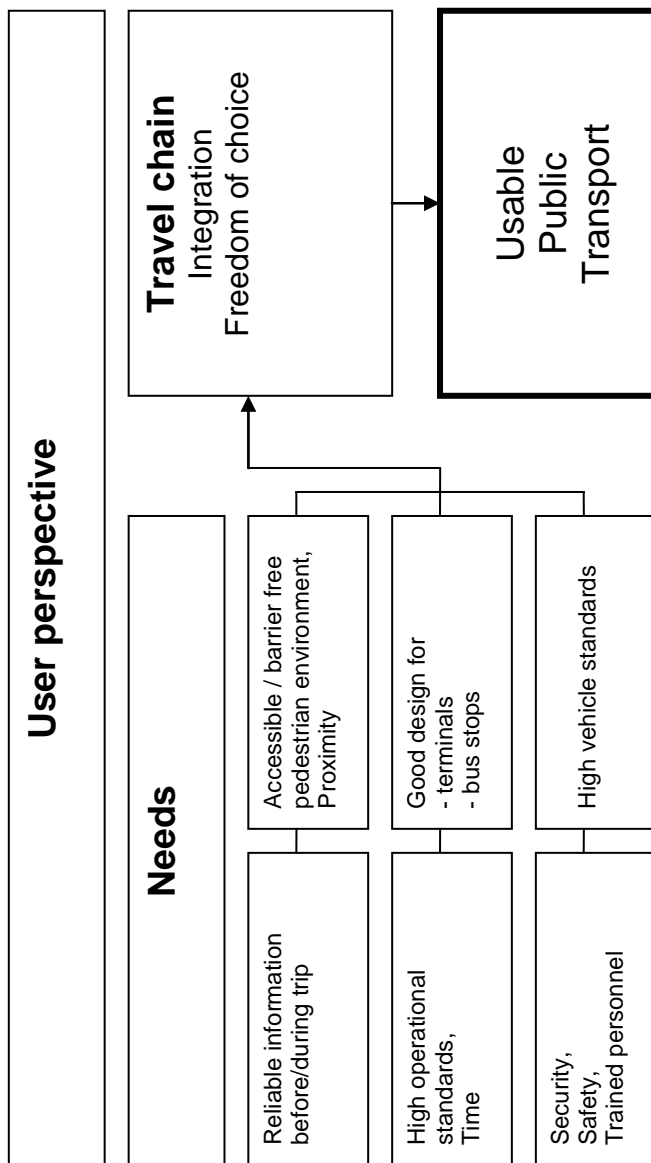 User perspective
Needs
Reliable information
before/during trip
Accessible / barrier free
pedestrian environment,
Proximity
High operational
standards,
Time
Good design for
- terminals
- bus stops
Security,
Safety,
Trained personnel
High vehicle standards
Travel chain
Integration
Freedom of choice
Usable
Public
Transport